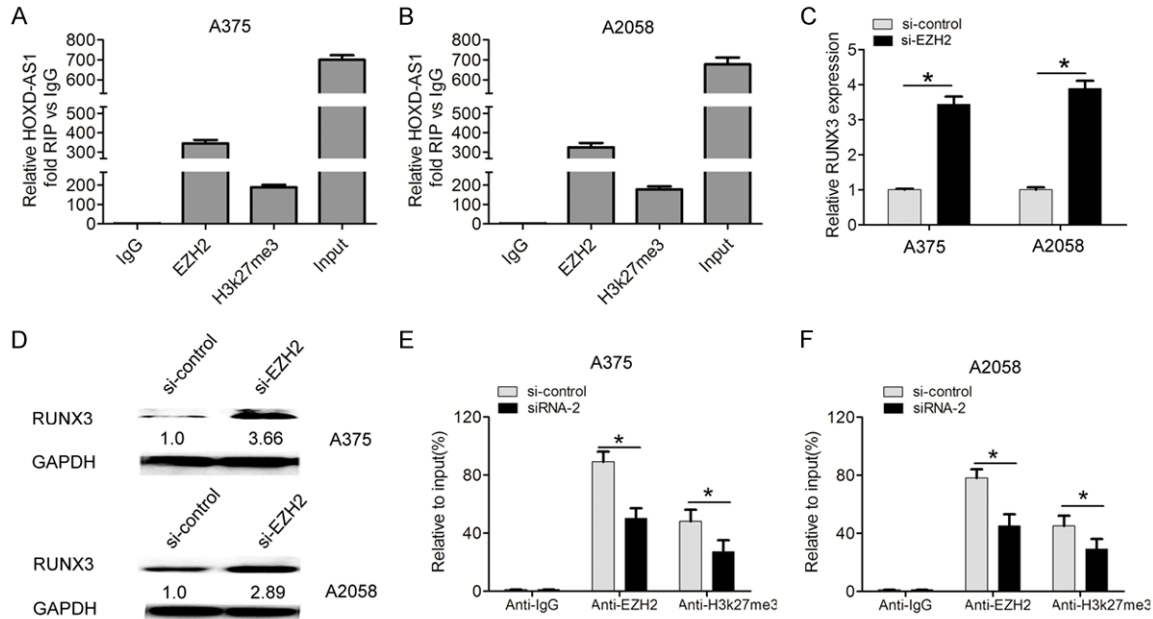 A
A375
Relative HOXD-AS1
fold RIP vs IgG
800
700
600
500
400
300
200
100
0
IgG
EZH2
H3k27me3
Input
B
A2058
Relative HOXD-AS1
fold RIP vs IgG
800
700
600
500
400
300
200
100
0
IgG
EZH2
H3k27me3
Input
C
si-control
si-EZH2
Relative RUNX3 expression
5
4
3
2
1
0
*
*
A375
A2058
D
si-control
si-EZH2
RUNX3
1.0
3.66
A375
GAPDH
si-control
si-EZH2
RUNX3
1.0
2.89
A2058
GAPDH
E
A375
si-control
siRNA-2
Relative to input(%)
120
80
40
0
*
*
Anti-IgG
Anti-EZH2
Anti-H3k27me3
F
A2058
si-control
siRNA-2
Relative to input(%)
120
80
40
0
*
*
Anti-IgG
Anti-EZH2
Anti-H3k27me3